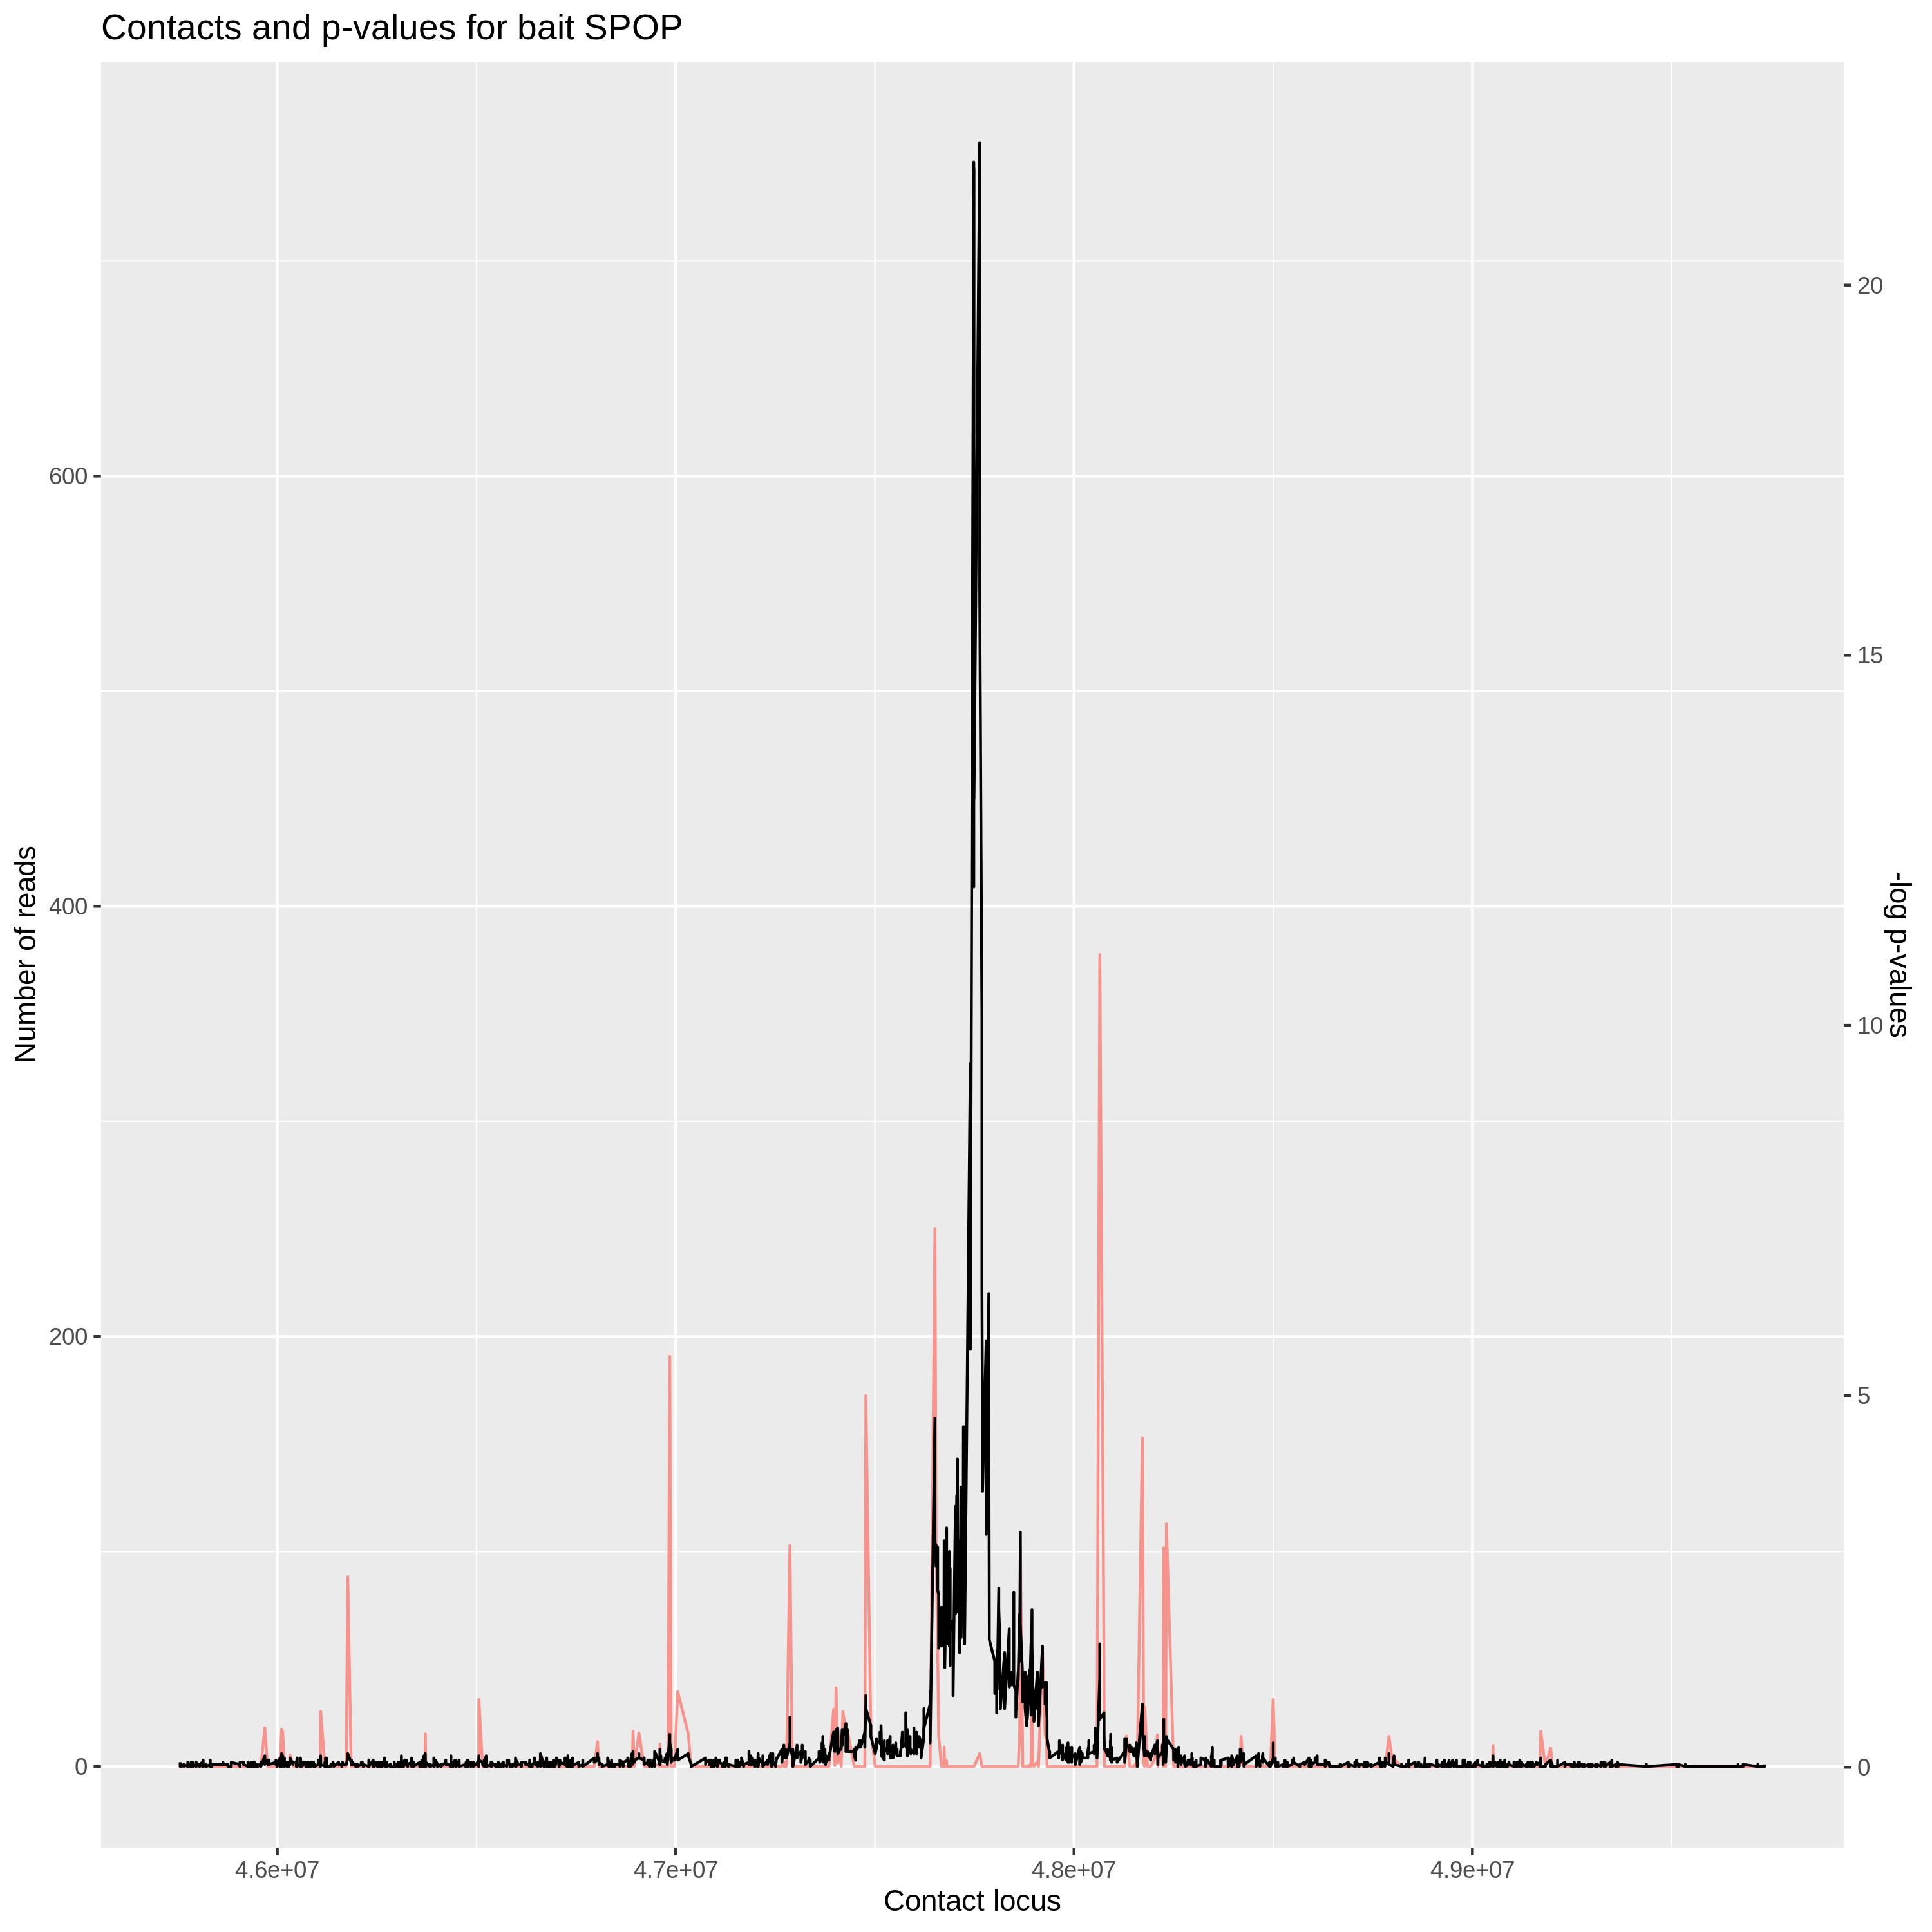 Contacts and p-values for bait SPOP
Number of reads
600
400
200
0
20
15
10
5
0
-log p-values
4.6e+07
4.7e+07
4.8e+07
4.9e+07
Contact locus